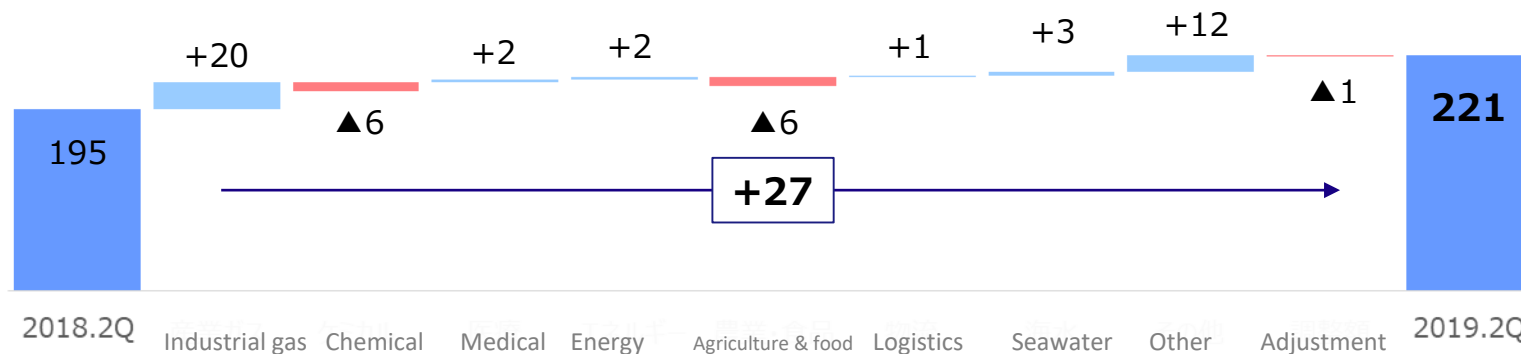 +20
+2
+2
+1
+3
+12
▲6
▲6
▲1
195
221
+27
2018.2Q
Industrial gas
Chemical
Medical
Energy
Agriculture & food
Logistics
Seawater
Other
Adjustment
2019.2Q